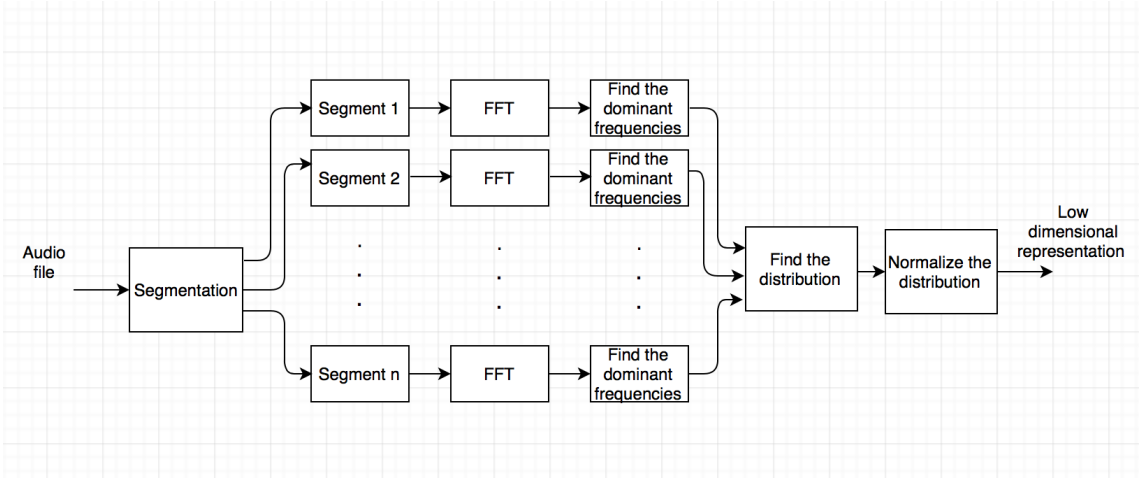 Audio
file
Segmentation
Segment 1
FFT
Find the
dominant
frequencies
Segment 2
FFT
Find the
dominant
frequencies
Segment n
FFT
Find the
dominant
frequencies
Find the
distribution
Normalize the
distribution
Low
dimensional
representation